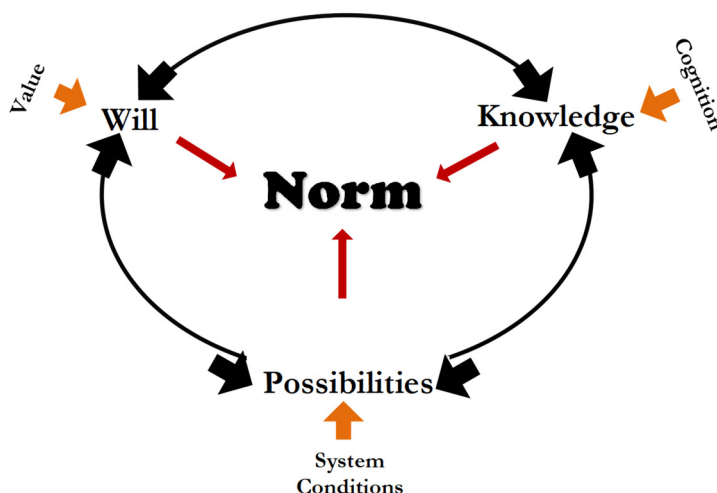 Value
Will
Knowledge
Cognition
Norm
Possibilities
System
Conditions